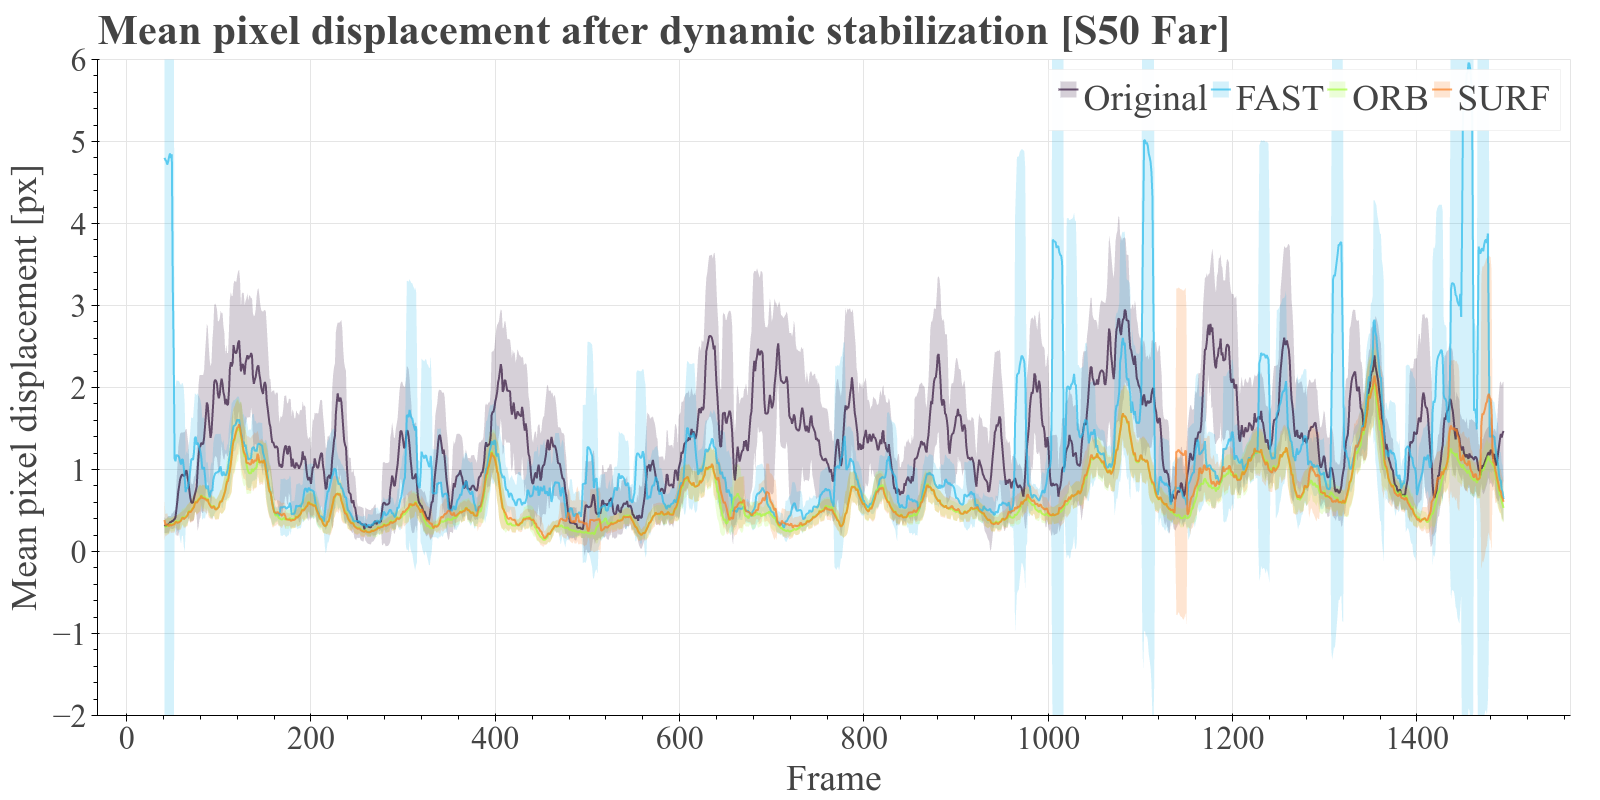 Mean pixel displacement after dynamic stabilization [S50 Far]
6
5
4
3
2
1
0
−1
−2
Mean pixel displacement [px]
Original FAST ORB SURF
0 200 400 600 800 1000 1200 1400
Frame